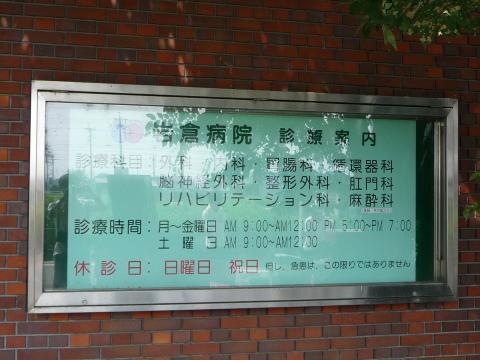 岩倉病院 診療案内
診療科目：外科・内科・胃腸科・循環器科
脳神経外科・整形外科・肛門科
リハビリテーション科・麻酔科
診療時間：月～金曜日 AM 9:00～AM12:00 PM 5:00～PM 7:00
土 曜 日 AM 9:00～AM12:00
休 診 日：日曜日 祝日 但し、急患は、この限りではありません